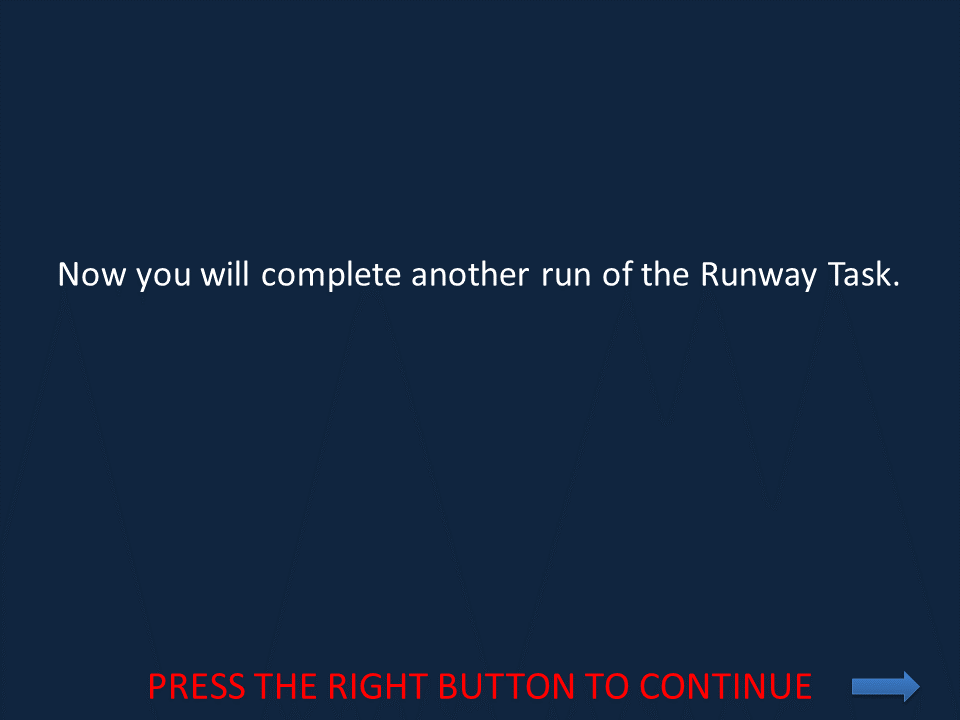 Now you will complete another run of the Runway Task.
PRESS THE RIGHT BUTTON TO CONTINUE